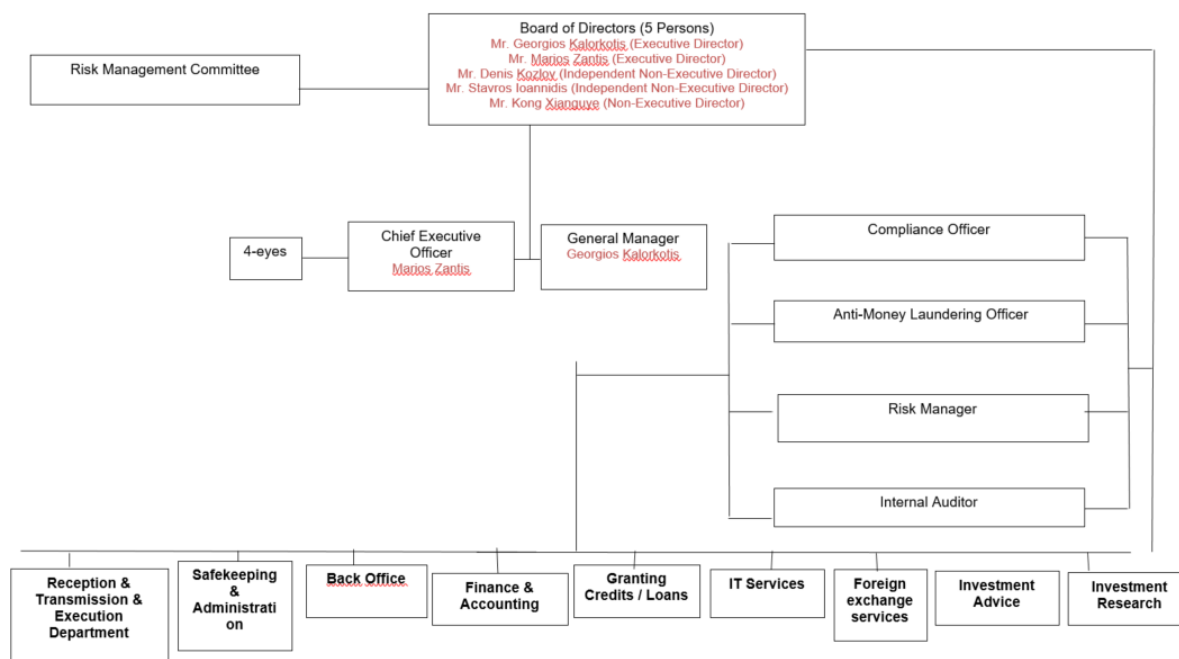 Board of Directors (5 Persons)
Mr. Georgios Kalorkotis (Executive Director)
Mr. Marios Zantis (Executive Director)
Mr. Denis Kozlov (Independent Non-Executive Director)
Mr. Stavros Ioannidis (Independent Non-Executive Director)
Mr. Kong Xianguye (Non-Executive Director)
Risk Management Committee
4-eyes
Chief Executive
Officer
Marios Zantis
General Manager
Georgios Kalorkotis
Compliance Officer
Anti-Money Laundering Officer
Risk Manager
Internal Auditor
Reception &
Transmission &
Execution
Department
Safekeeping
&
Administrati
on
Back Office
Finance &
Accounting
Granting
Credits / Loans
IT Services
Foreign
exchange
services
Investment
Advice
Investment
Research